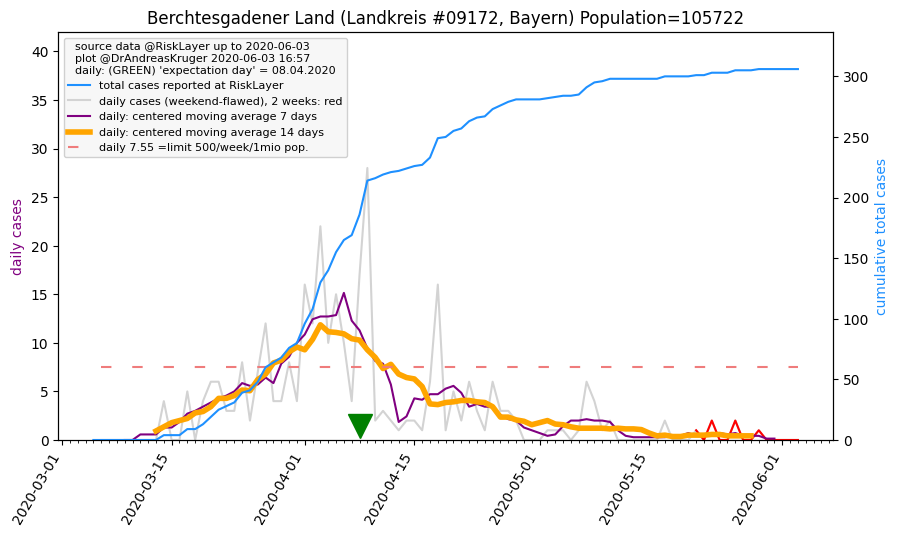 Berchtesgadener Land (Landkreis #09172, Bayern) Population=105722
source data @RiskLayer up to 2020-06-03
plot @DrAndreasKruger 2020-06-03 16:57
daily: (GREEN) 'expectation day' = 08.04.2020
total cases reported at RiskLayer
daily cases (weekend-flawed), 2 weeks: red
daily: centered moving average 7 days
daily: centered moving average 14 days
daily 7.55 =limit 500/week/1mio pop.
daily cases
40
35
30
25
20
15
10
5
0
cumulative total cases
300
250
200
150
100
50
0
2020-03-01
2020-03-15
2020-04-01
2020-04-15
2020-05-01
2020-05-15
2020-06-01